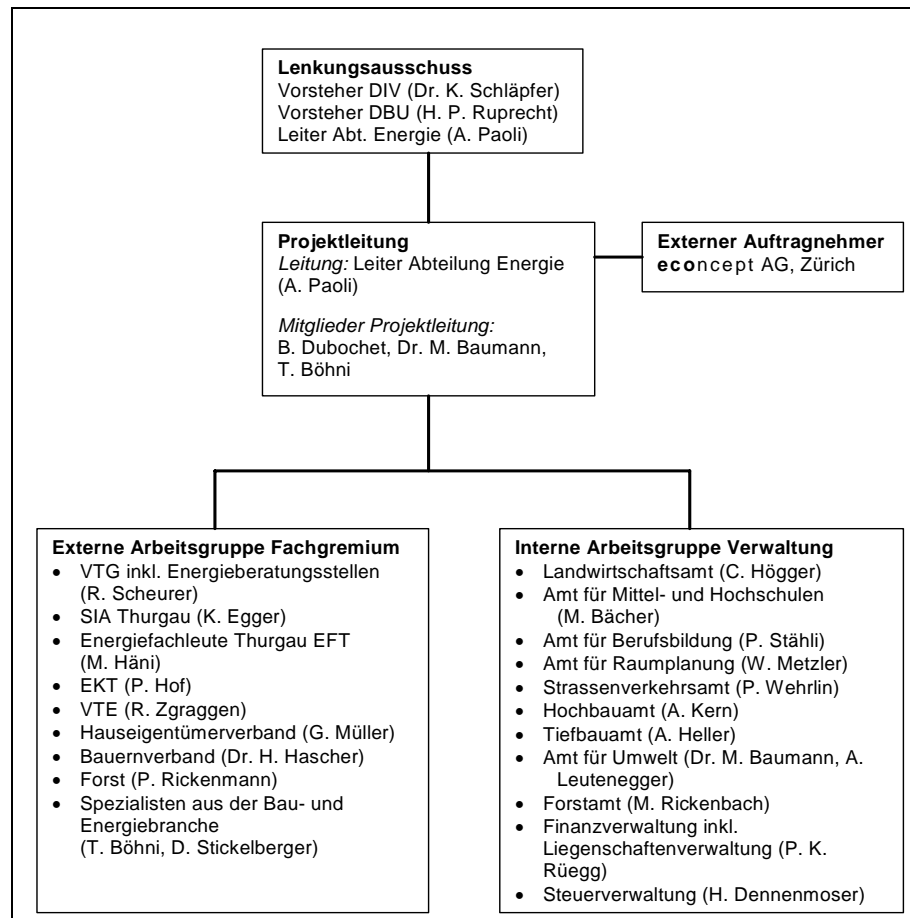 Lenkungsausschuss
Vorsteher DIV (Dr. K. Schläpfer)
Vorsteher DBU (H. P. Ruprecht)
Leiter Abt. Energie (A. Paoli)
Projektleitung
Leitung: Leiter Abteilung Energie
(A. Paoli)
Mitglieder Projektleitung:
B. Dubochet, Dr. M. Baumann,
T. Böhni
Externer Auftragnehmer
econcept AG, Zürich
Externe Arbeitsgruppe Fachgremium
• VTG inkl. Energieberatungsstellen
(R. Scheurer)
• SIA Thurgau (K. Egger)
• Energiefachleute Thurgau EFT
(M. Häni)
• EKT (P. Hof)
• VTE (R. Zgraggen)
• Hauseigentümerverband (G. Müller)
• Bauernverband (Dr. H. Hascher)
• Forst (P. Rickenmann)
• Spezialisten aus der Bau- und
Energiebranche
(T. Böhni, D. Stickelberger)
Interne Arbeitsgruppe Verwaltung
• Landwirtschaftsamt (C. Högger)
• Amt für Mittel- und Hochschulen
(M. Bächer)
• Amt für Berufsbildung (P. Stähli)
• Amt für Raumplanung (W. Metzler)
• Strassenverkehrsamt (P. Wehrlin)
• Hochbauamt (A. Kern)
• Tiefbauamt (A. Heller)
• Amt für Umwelt (Dr. M. Baumann, A.
Leutenegger)
• Forstamt (M. Rickenbach)
• Finanzverwaltung inkl.
Liegenschaftenverwaltung (P. K.
Rüegg)
• Steuerverwaltung (H. Dennenmoser)